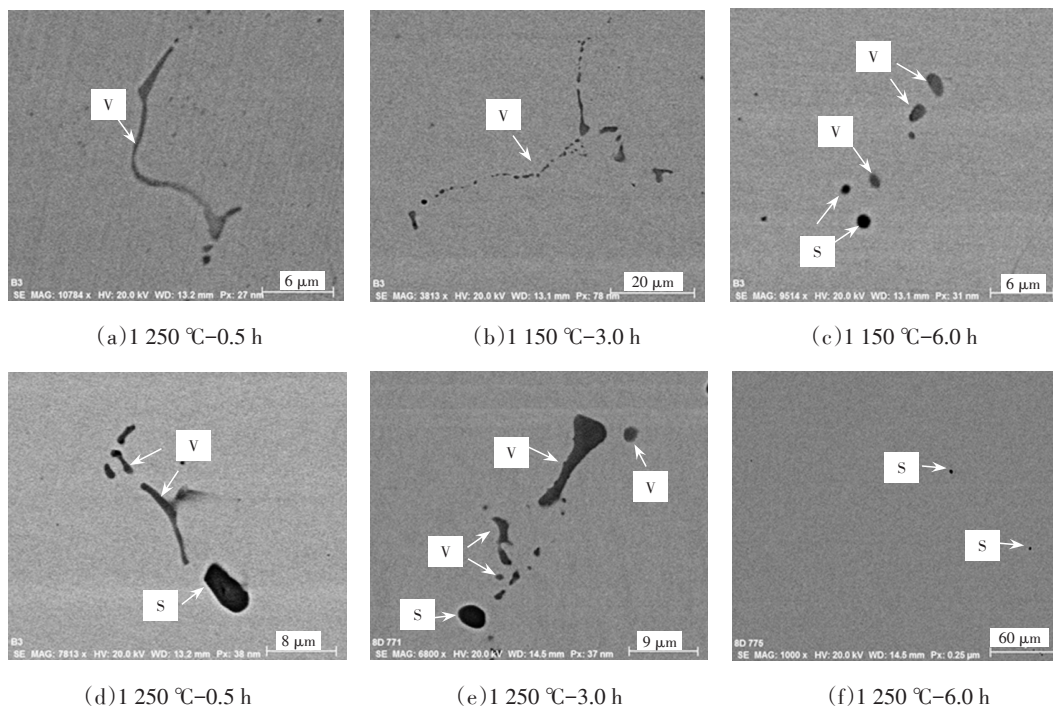 V
B3
SE MAG: 10784 x HV: 20.0 kV WD: 13.2 mm Px: 27 nm
6 μm
(a)1 250 ℃-0.5 h
V
B3
SE MAG: 3813 x HV: 20.0 kV WD: 13.1 mm Px: 78 nm
20 μm
(b)1 150 ℃-3.0 h
V
V
S
B3
SE MAG: 9514 x HV: 20.0 kV WD: 13.1 mm Px: 31 nm
6 μm
(c)1 150 ℃-6.0 h
V
S
B3
SE MAG: 7813 x HV: 20.0 kV WD: 13.2 mm Px: 38 nm
8 μm
(d)1 250 ℃-0.5 h
V
V
V
S
8D 771
SE MAG: 6800 x HV: 20.0 kV WD: 14.5 mm Px: 37 nm
9 μm
(e)1 250 ℃-3.0 h
S
S
8D 775
SE MAG: 1000 x HV: 20.0 kV WD: 14.5 mm Px: 0.25 μm
60 μm
(f)1 250 ℃-6.0 h